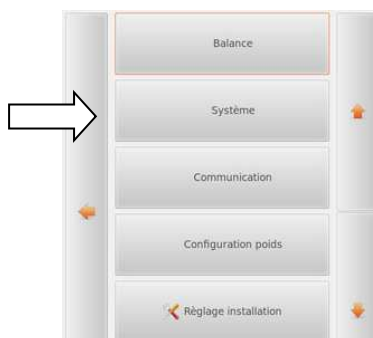 Balance
Système
Communication
Configuration poids
Règlage installation